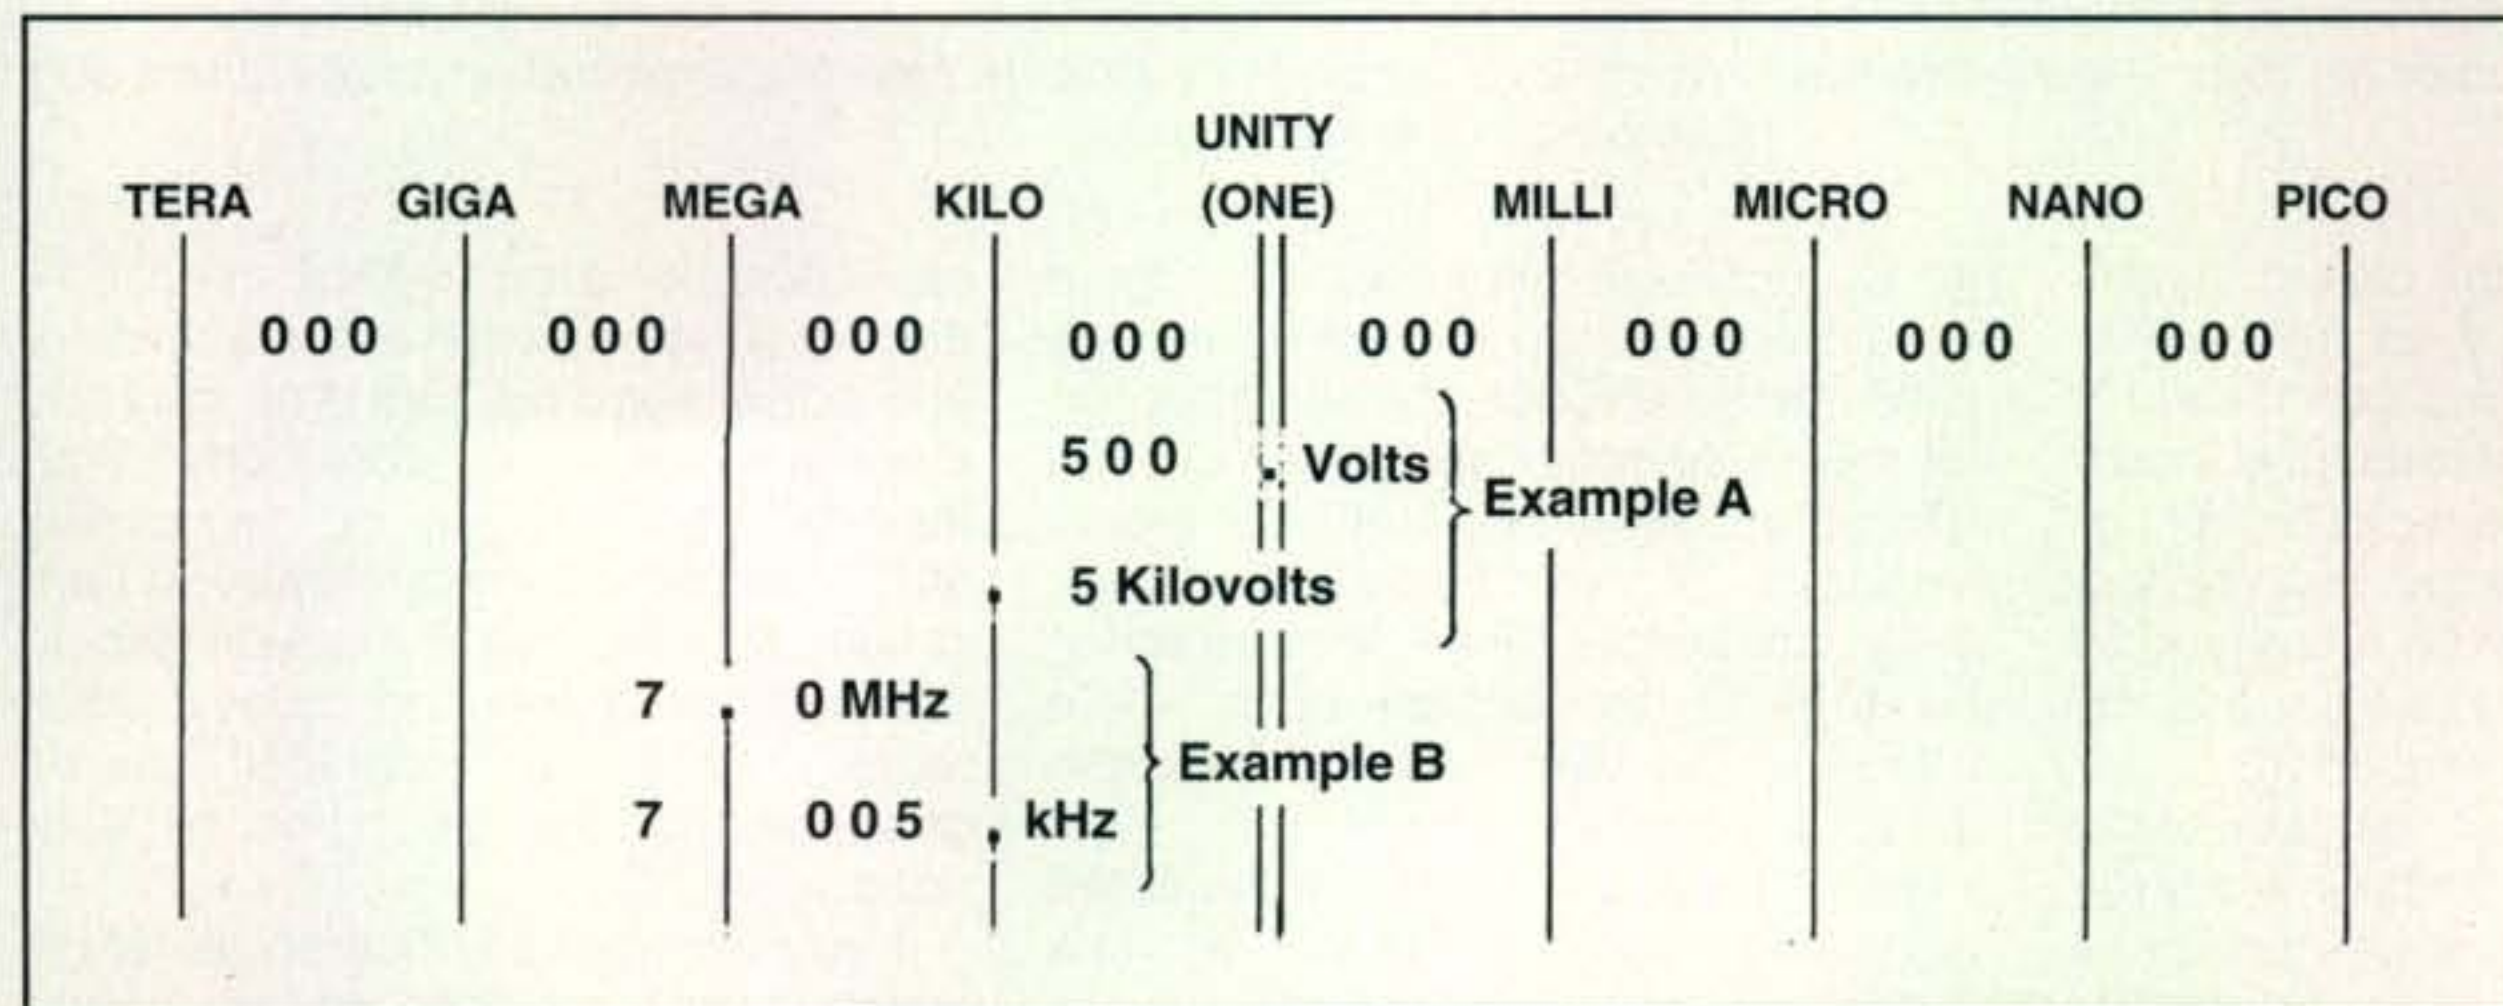 UNITY
TERA GIGA MEGA KILO (ONE) MILLI MICRO NANO PICO
000 000 000 000 000 000 000 000
500 . Volts
Example A
. 5 Kilovolts
7 . 0 MHz
Example B
7 005 . kHz